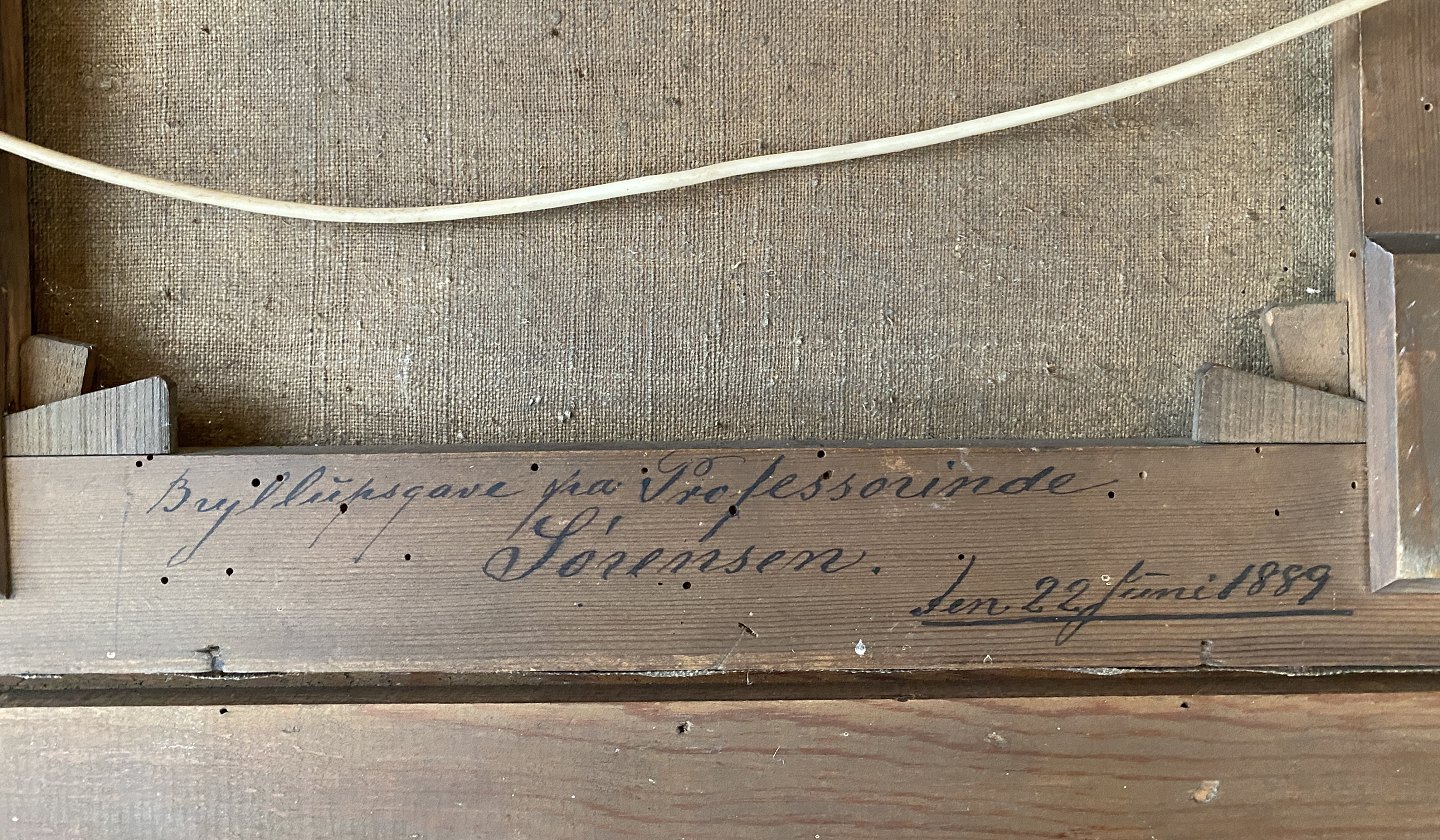 Bryllupsgave fra Professorinde
Sørensen.
den 22 Juni 1889